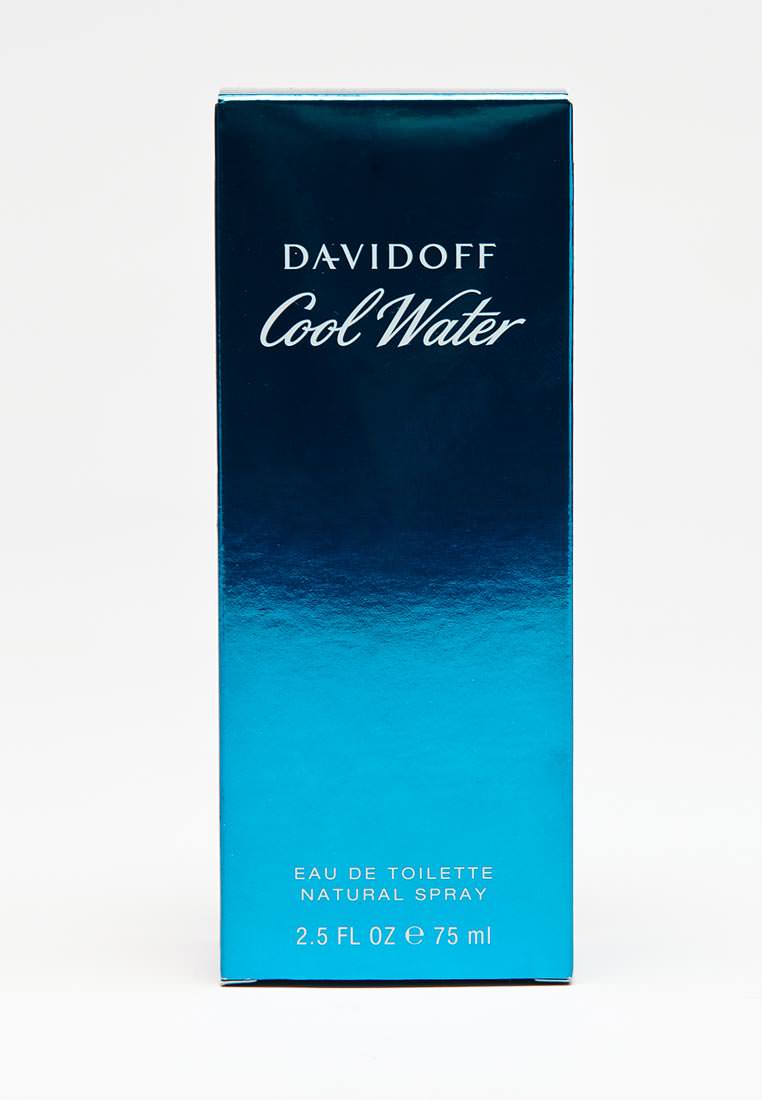 DAVIDOFF
Cool Water
EAU DE TOILETTE
NATURAL SPRAY
2.5 FL OZ ℮ 75 ml